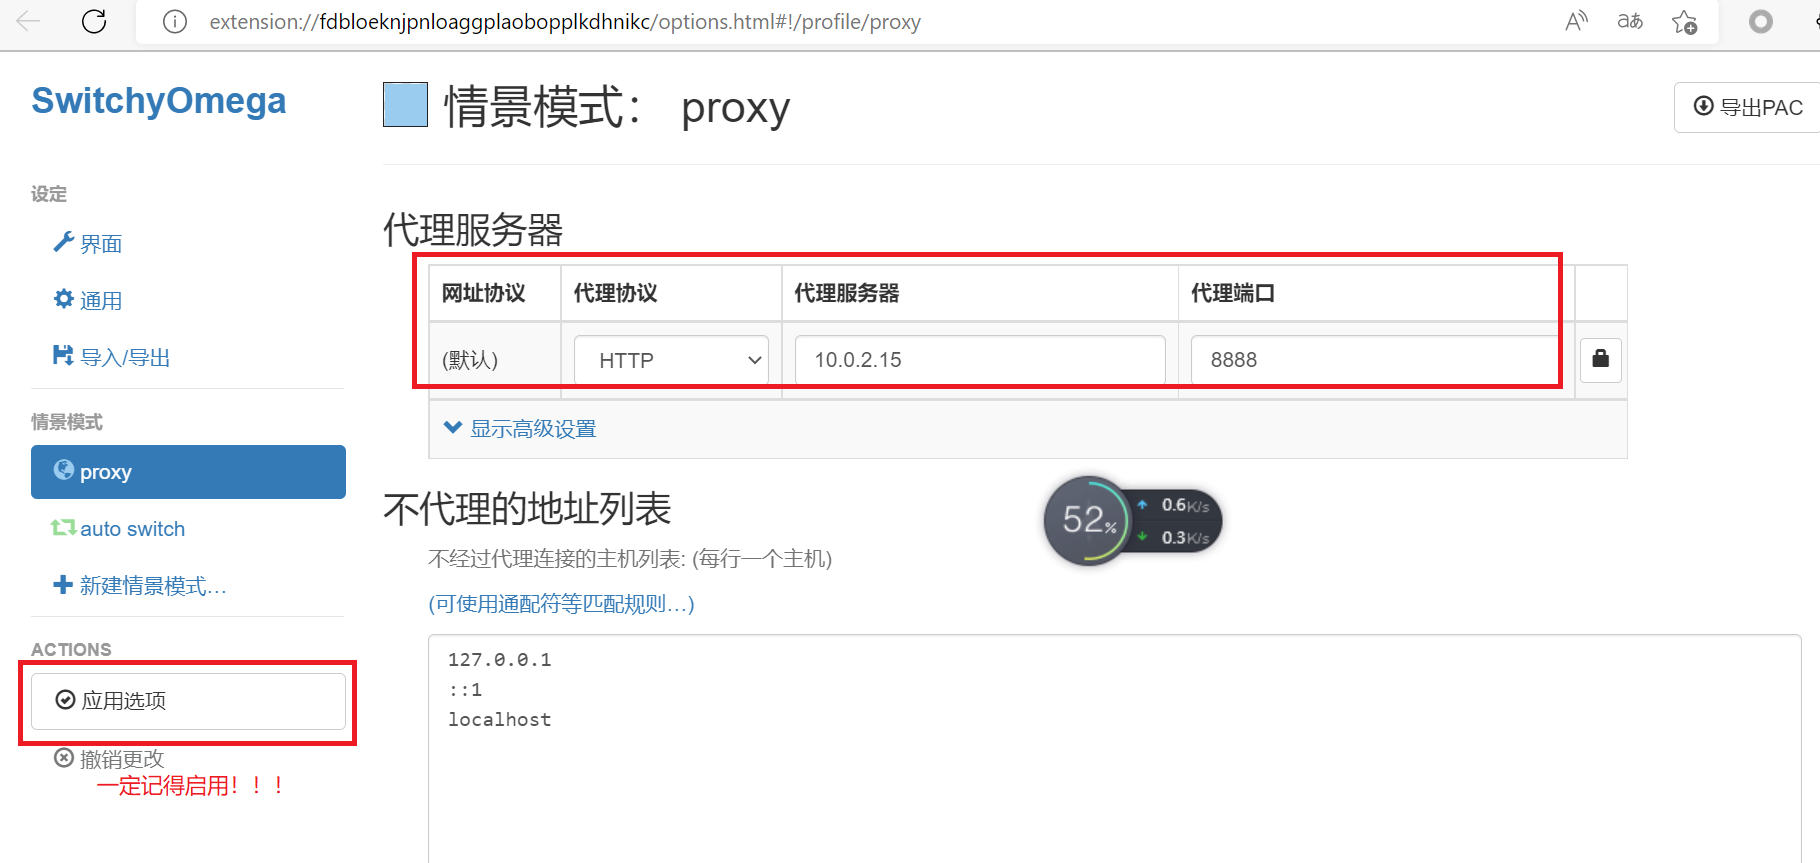 extension://fdbloeknjpnloaggplaobopplkdhnikc/options.html#!/profile/proxy
SwitchyOmega
情景模式： proxy
导出PAC
设定
界面
通用
导入/导出
情景模式
proxy
auto switch
新建情景模式…
ACTIONS
应用选项
撤销更改
一定记得启用！！！
代理服务器
网址协议 代理协议 代理服务器 代理端口
(默认) HTTP 10.0.2.15 8888
显示高级设置
不代理的地址列表
不经过代理连接的主机列表: (每行一个主机)
(可使用通配符等匹配规则…)
127.0.0.1
::1
localhost
52%
0.6K/s
0.3K/s